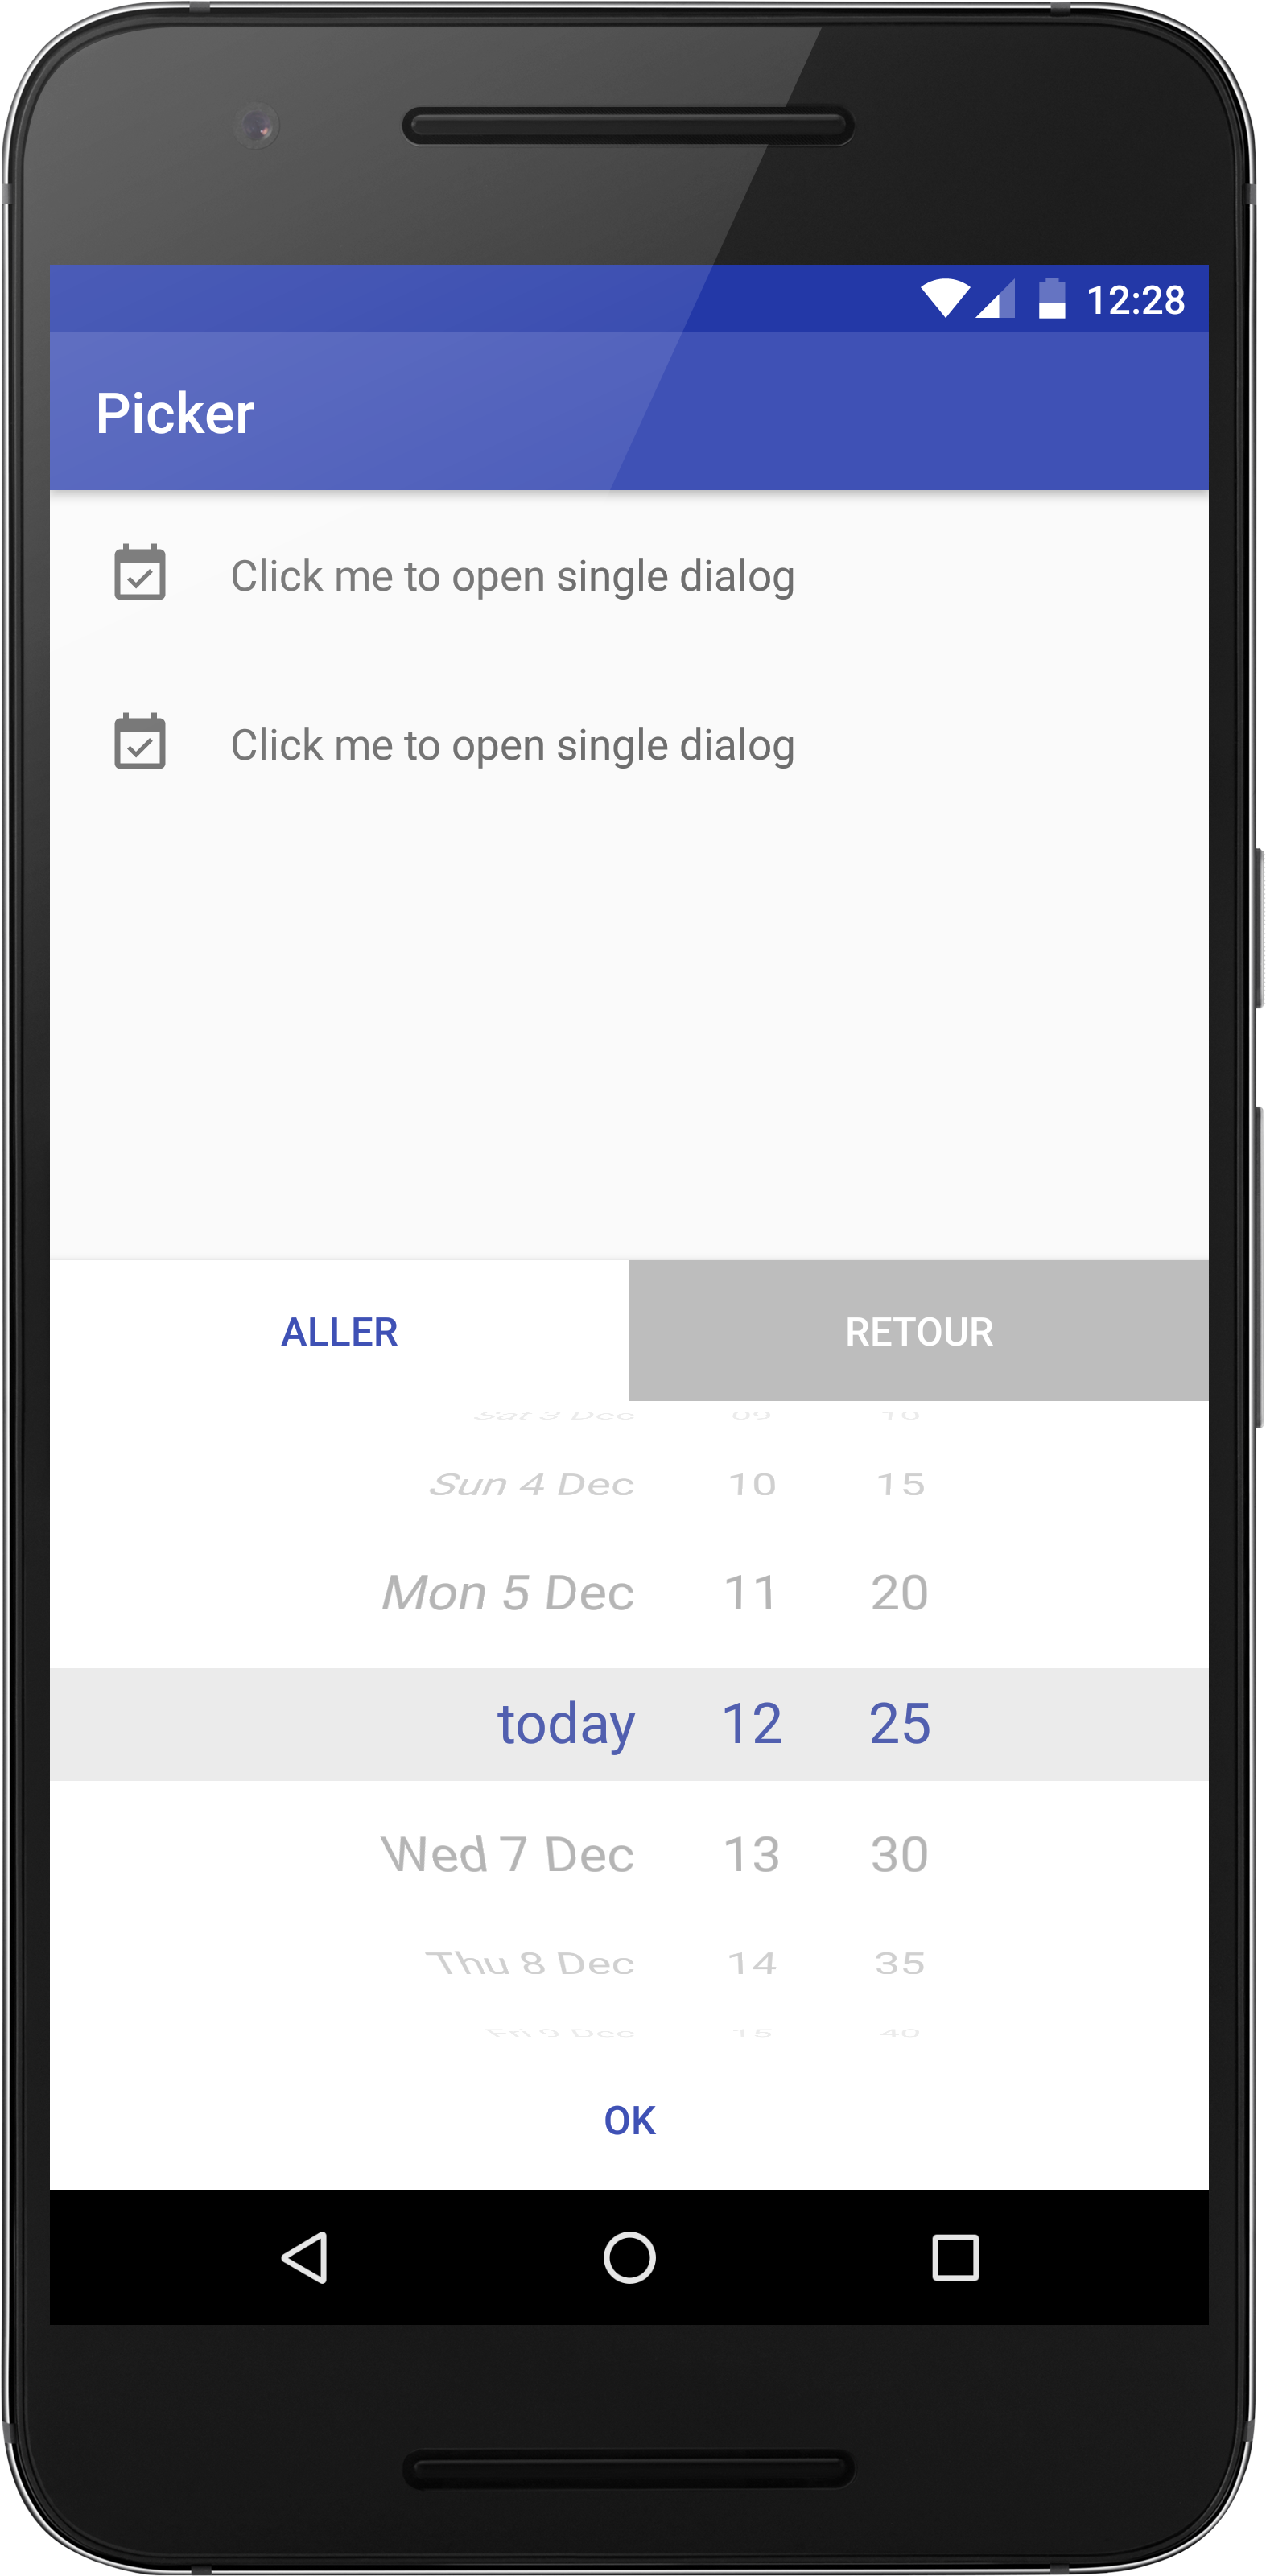 12:28
Picker
Click me to open single dialog
Click me to open single dialog
ALLER RETOUR
Sat 3 Dec 09 10
Sun 4 Dec 10 15
Mon 5 Dec 11 20
today 12 25
Wed 7 Dec 13 30
Thu 8 Dec 14 35
Fri 9 Dec 15 40
OK